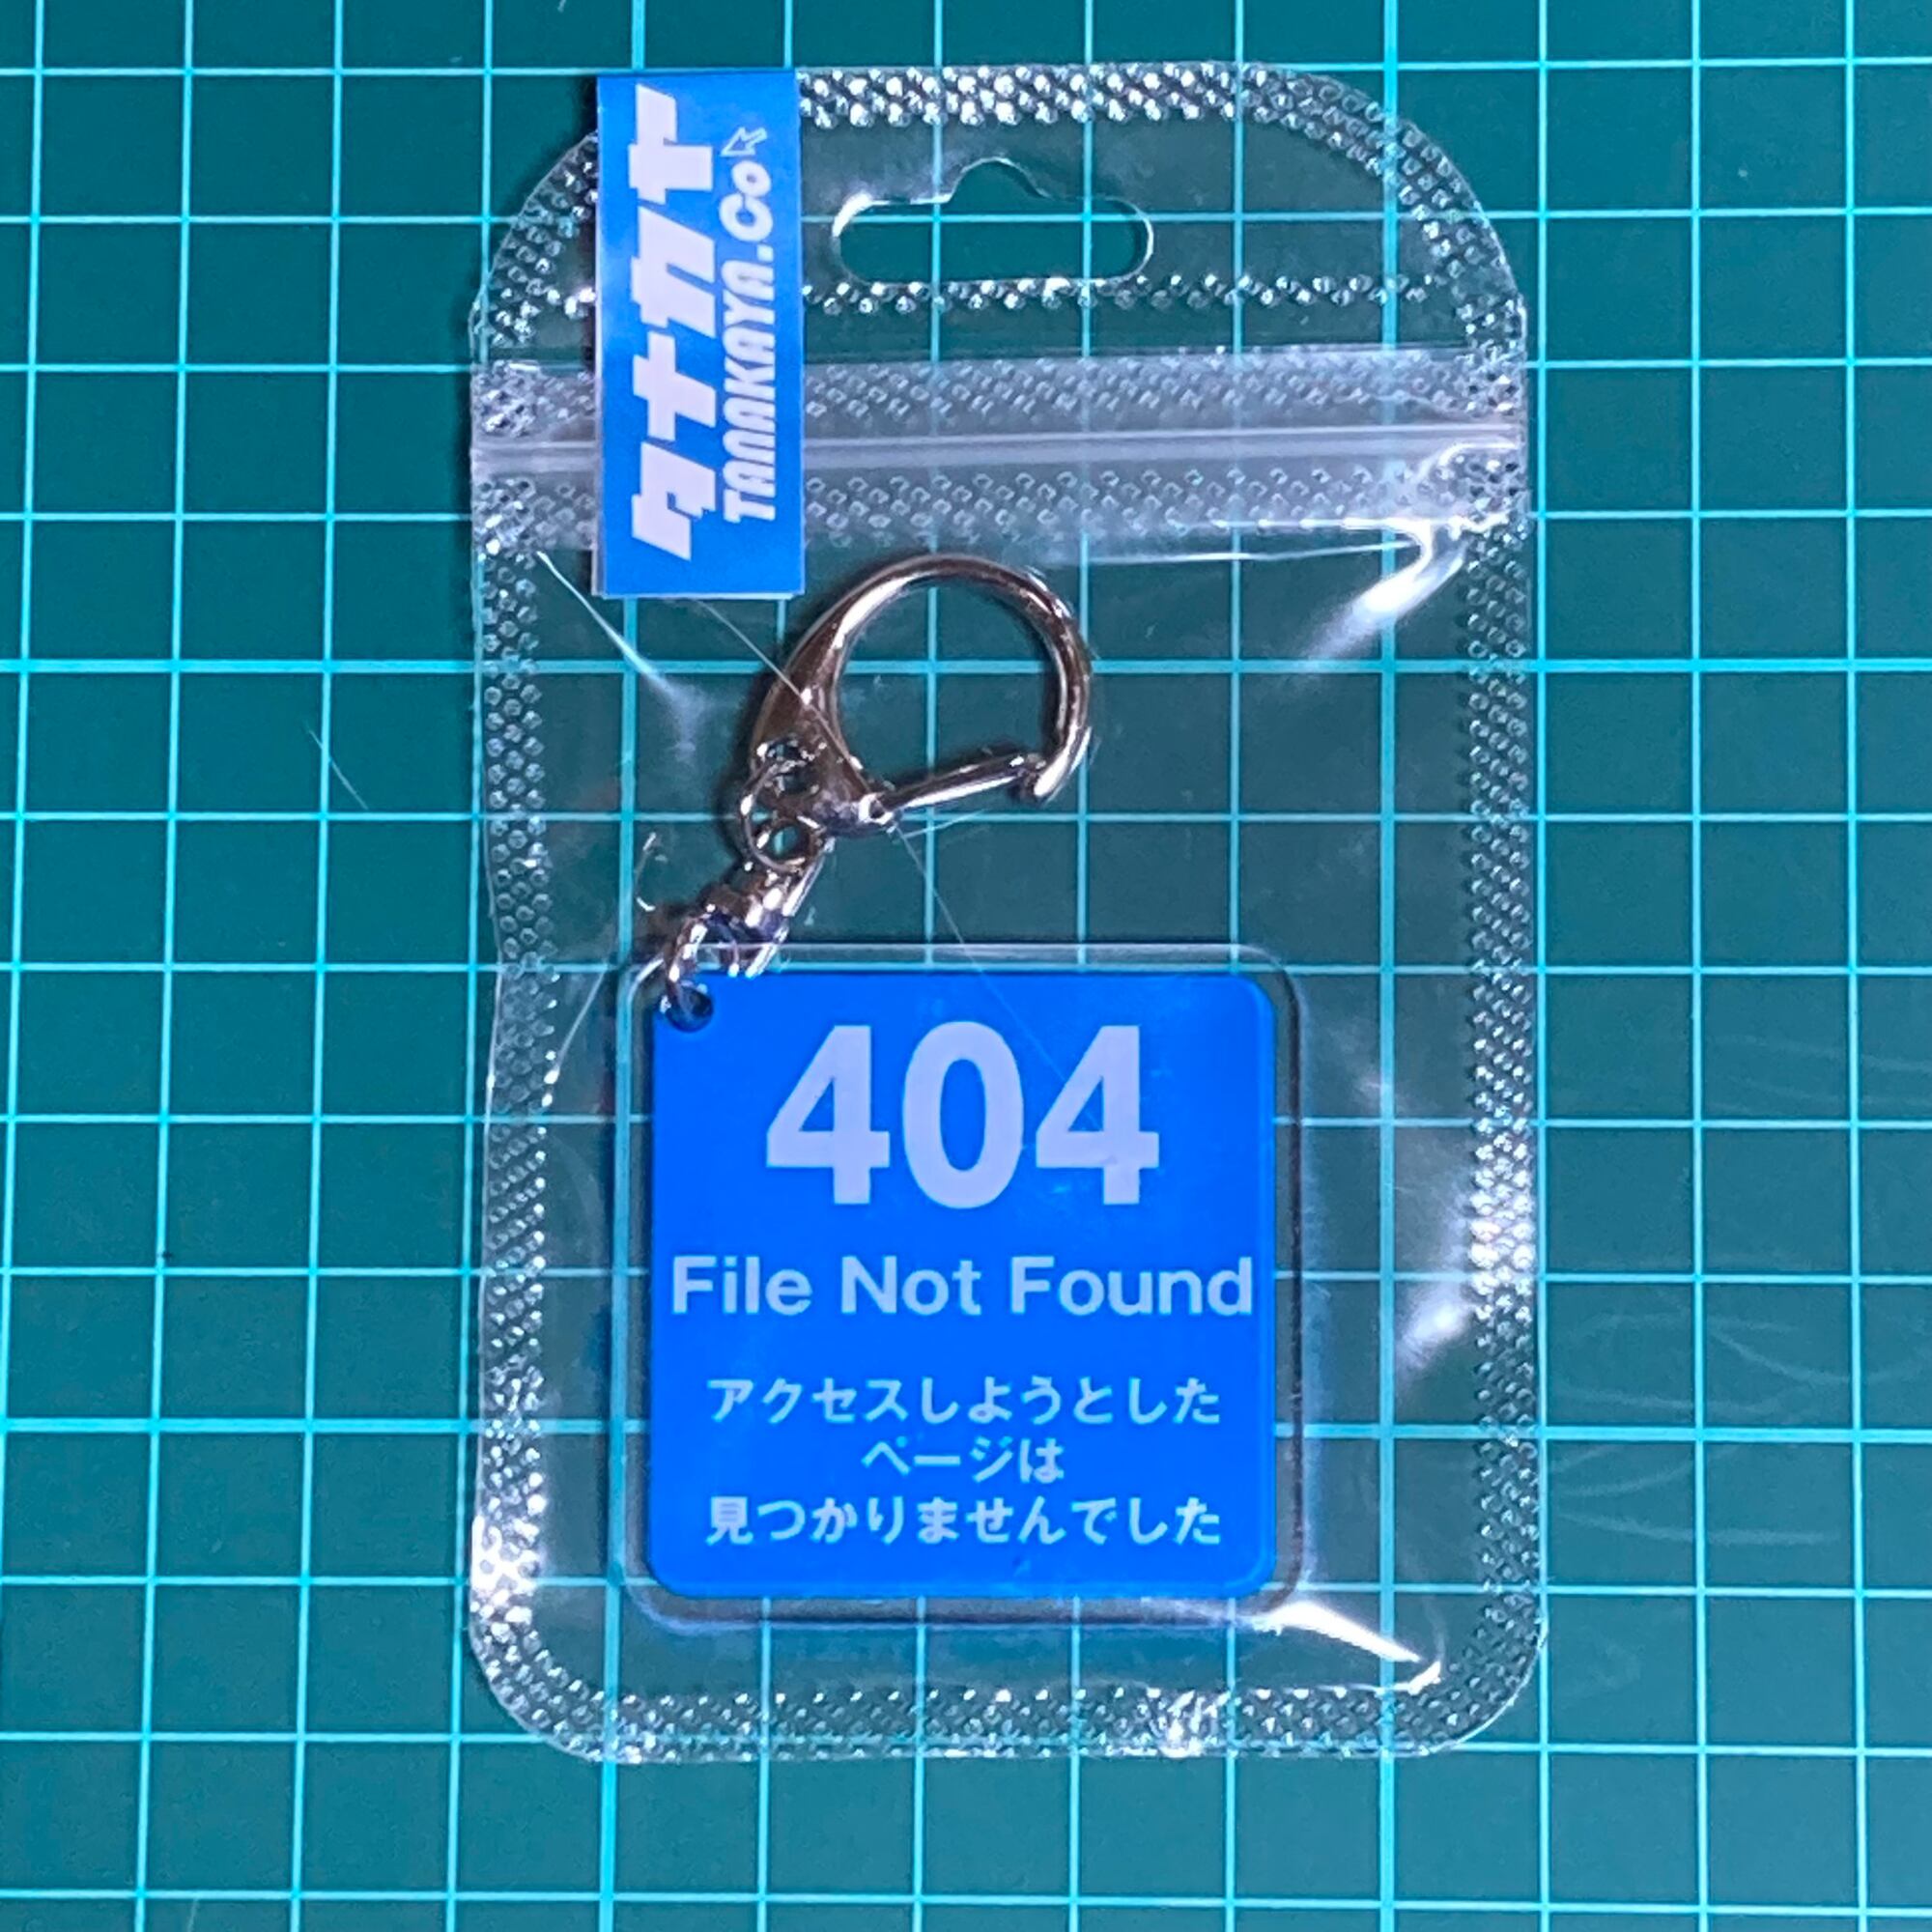 タナカヤ
TANAKAYA.Co
404
File Not Found
アクセスしようとした
ページは
見つかりませんでした